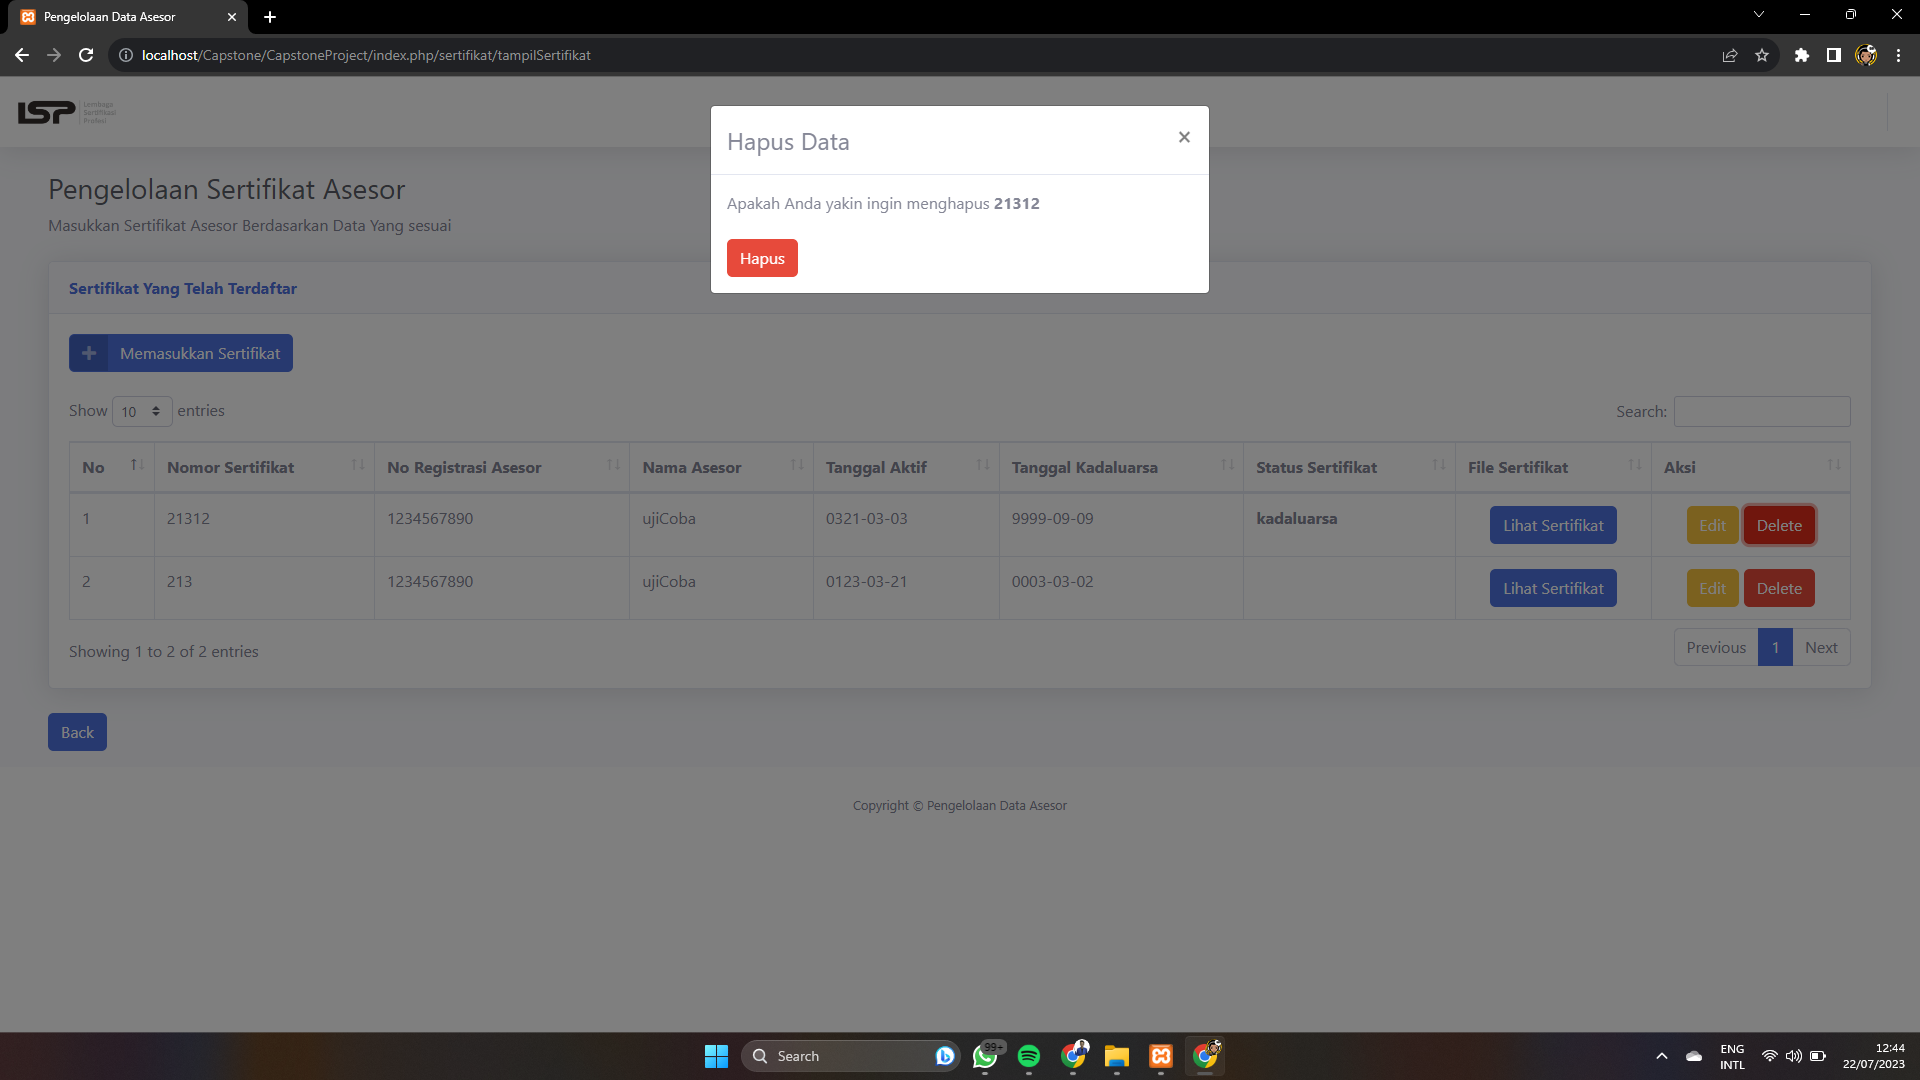 Pengelolaan Data Asesor
localhost/Capstone/CapstoneProject/index.php/sertifikat/tampilSertifikat
LSP Lembaga
Sertifikasi
Profesi
Hapus Data
×
Apakah Anda yakin ingin menghapus 21312
Hapus
Pengelolaan Sertifikat Asesor
Masukkan Sertifikat Asesor Berdasarkan Data Yang sesuai
Sertifikat Yang Telah Terdaftar
Memasukkan Sertifikat
Show 10 entries
Search:
No Nomor Sertifikat No Registrasi Asesor Nama Asesor Tanggal Aktif Tanggal Kadaluarsa Status Sertifikat File Sertifikat Aksi
1 21312 1234567890 ujiCoba 0321-03-03 9999-09-09 kadaluarsa Lihat Sertifikat Edit Delete
2 213 1234567890 ujiCoba 0123-03-21 0003-03-02 Lihat Sertifikat Edit Delete
Showing 1 to 2 of 2 entries
Previous 1 Next
Back
Copyright © Pengelolaan Data Asesor
Search
99+
ENG
INTL
12:44
22/07/2023